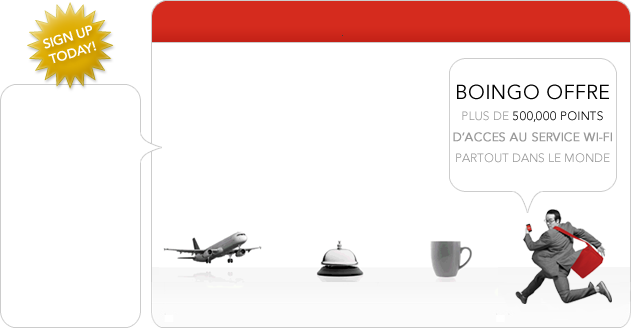 SIGN UP
TODAY!
BOINGO OFFRE
PLUS DE 500,000 POINTS
D'ACCES AU SERVICE WI-FI
PARTOUT DANS LE MONDE